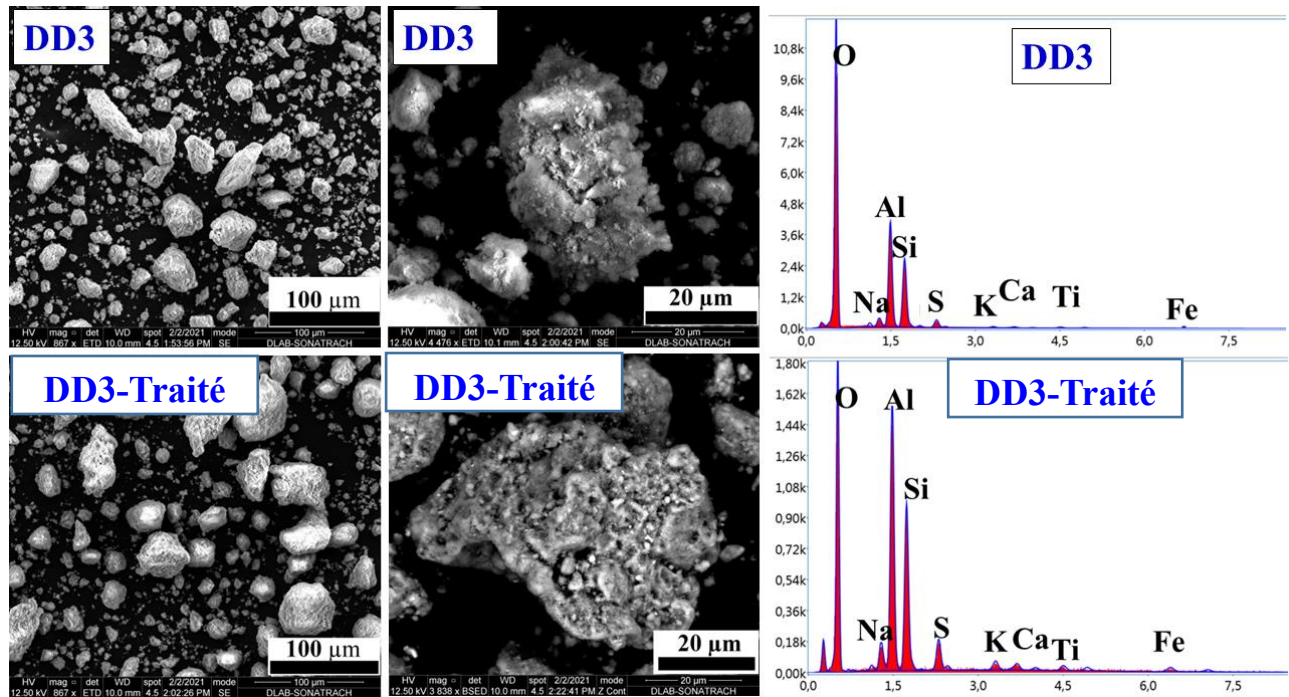 DD3
100 µm
HV mag □ det WD spot 2/2/2021 mode 100 µm
12.50 kV 867 x ETD 10.0 mm 4.5 1:53:56 PM SE DLAB-SONATRACH
DD3
20 µm
HV mag □ det WD spot 2/2/2021 mode 20 µm
12.50 kV 4 476 x ETD 10.1 mm 4.5 2:00:42 PM SE DLAB-SONATRACH
DD3
10,8k
9,6k
8,4k
7,2k
6,0k
4,8k
3,6k
2,4k
1,2k
0,0k
O
Al
Si
Na
S
K
Ca
Ti
Fe
0,0 1,5 3,0 4,5 6,0 7,5
DD3-Traité
100 µm
HV mag □ det WD spot 2/2/2021 mode 100 µm
12.50 kV 867 x ETD 10.0 mm 4.5 2:02:26 PM SE DLAB-SONATRACH
DD3-Traité
20 µm
HV mag □ det WD spot 2/2/2021 mode 20 µm
12.50 kV 3 838 x BSED 10.0 mm 4.5 2:22:41 PM Z Cont DLAB-SONATRACH
DD3-Traité
1,80k
1,62k
1,44k
1,26k
1,08k
0,90k
0,72k
0,54k
0,36k
0,18k
0,00k
O
Al
Si
Na
S
K
Ca
Ti
Fe
0,0 1,5 3,0 4,5 6,0 7,5